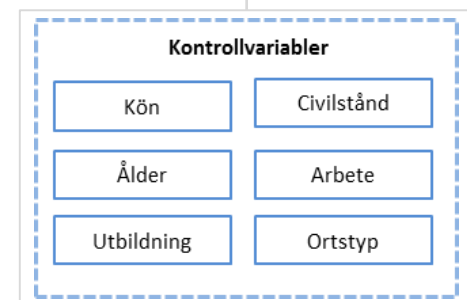 Kontrollvariabler
Kön
Civilstånd
Ålder
Arbete
Utbildning
Ortstyp